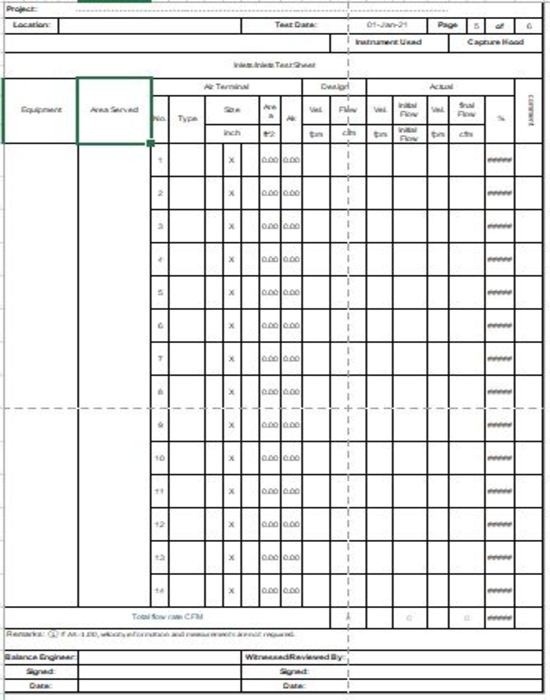 Project:
Location: Test Date: 01-Jan-21 Page 5 of 6
Instrument Used Capture Hood
Inlets/Inlets Test Sheet
Equipment Area Served Air Terminal Design Actual comment
No. Type Size Area Ak Vel. Flow Vel. Initial Flow Vel. final Flow %
inch ft^2 fpm cfm fpm Initial Flow fpm cfm
1 X 0.00 0.00 #####
2 X 0.00 0.00 #####
3 X 0.00 0.00 #####
4 X 0.00 0.00 #####
5 X 0.00 0.00 #####
6 X 0.00 0.00 #####
7 X 0.00 0.00 #####
8 X 0.00 0.00 #####
9 X 0.00 0.00 #####
10 X 0.00 0.00 #####
11 X 0.00 0.00 #####
12 X 0.00 0.00 #####
13 X 0.00 0.00 #####
14 X 0.00 0.00 #####
Total flow rate CFM 0 0 #####
Remarks: ① If AK-1.00, velocity information and measurements are not required.
Balance Engineer: Witnessed/Reviewed By:
Signed: Signed:
Date: Date: